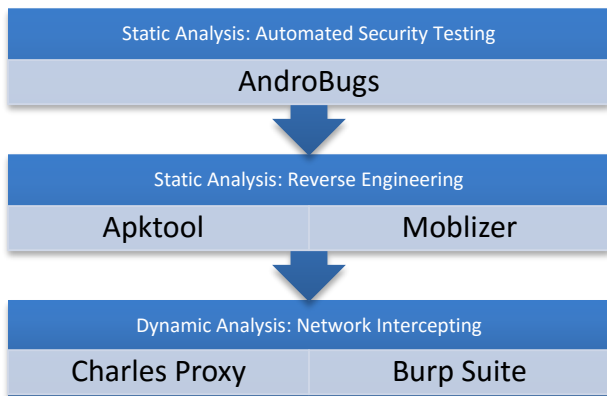 Static Analysis: Automated Security Testing
AndroBugs
Static Analysis: Reverse Engineering
Apktool Moblizer
Dynamic Analysis: Network Intercepting
Charles Proxy Burp Suite